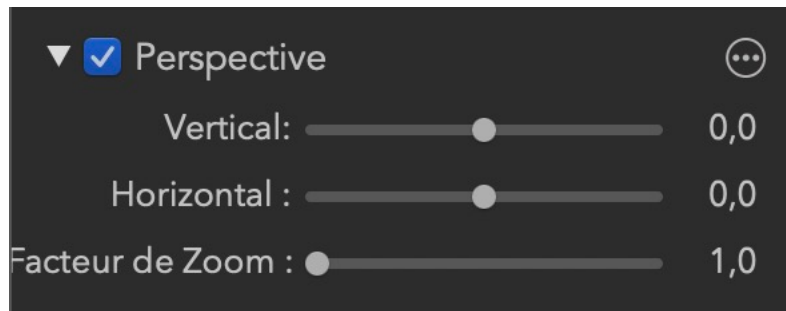 Perspective
Vertical: 0,0
Horizontal : 0,0
Facteur de Zoom : 1,0